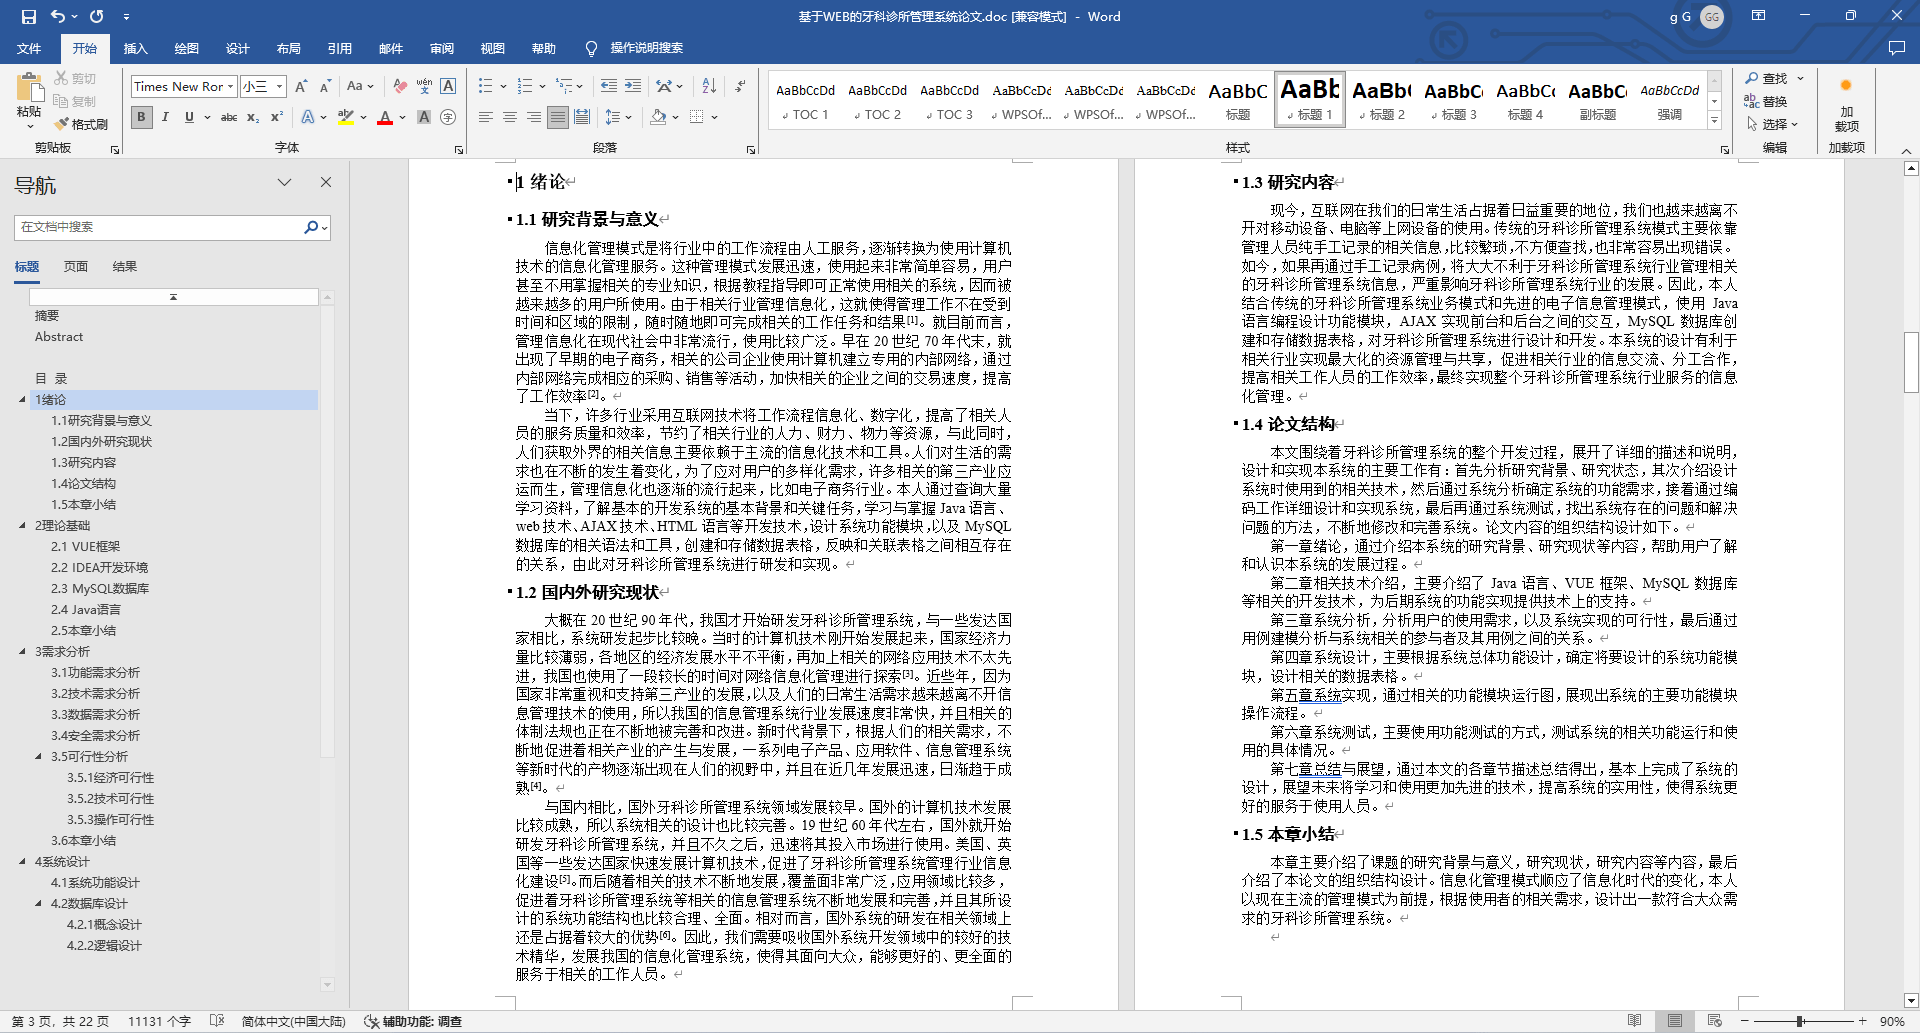 基于WEB的牙科诊所管理系统论文.doc [兼容模式] - Word
g G
GG
文件 开始 插入 绘图 设计 布局 引用 邮件 审阅 视图 帮助 操作说明搜索
粘贴
剪切
复制
格式刷
剪贴板
Times New Ror 小三
字体
段落
AaBbCcDd AaBbCcDd AaBbCcDd AaBbCcDd AaBbCcDd AaBbCcDd AaBbC AaBb AaBb( AaBbC AaBbC AaBbC AaBbCcDd
TOC 1 TOC 2 TOC 3 WPSOf... WPSOf... WPSOf... 标题 标题 1 标题 2 标题 3 标题 4 副标题 强调
样式
查找
替换
选择
编辑
加
载项
加载项
导航
在文档中搜索
标题 页面 结果
摘要
Abstract
目 录
1绪论
1.1研究背景与意义
1.2国内外研究现状
1.3研究内容
1.4论文结构
1.5本章小结
2理论基础
2.1 VUE框架
2.2 IDEA开发环境
2.3 MySQL数据库
2.4 Java语言
2.5本章小结
3需求分析
3.1功能需求分析
3.2技术需求分析
3.3数据需求分析
3.4安全需求分析
3.5可行性分析
3.5.1经济可行性
3.5.2技术可行性
3.5.3操作可行性
3.6本章小结
4系统设计
4.1系统功能设计
4.2数据库设计
4.2.1概念设计
4.2.2逻辑设计
1 绪论
1.1 研究背景与意义
信息化管理模式是将行业中的工作流程由人工服务，逐渐转换为使用计算机
技术的信息化管理服务。这种管理模式发展迅速，使用起来非常简单容易，用户
甚至不用掌握相关的专业知识，根据教程指导即可正常使用相关的系统，因而被
越来越多的用户所使用。由于相关行业管理信息化，这就使得管理工作不在受到
时间和区域的限制，随时随地即可完成相关的工作任务和结果[1]。就目前而言，
管理信息化在现代社会中非常流行，使用比较广泛。早在 20 世纪 70 年代末，就
出现了早期的电子商务，相关的公司企业使用计算机建立专用的内部网络，通过
内部网络完成相应的采购、销售等活动，加快相关的企业之间的交易速度，提高
了工作效率[2]。
当下，许多行业采用互联网技术将工作流程信息化、数字化，提高了相关人
员的服务质量和效率，节约了相关行业的人力、财力、物力等资源，与此同时，
人们获取外界的相关信息主要依赖于主流的信息化技术和工具。人们对生活的需
求也在不断的发生着变化，为了应对用户的多样化需求，许多相关的第三产业应
运而生，管理信息化也逐渐的流行起来，比如电子商务行业。本人通过查询大量
学习资料，了解基本的开发系统的基本背景和关键任务，学习与掌握 Java 语言、
web 技术、AJAX 技术、HTML 语言等开发技术，设计系统功能模块，以及 MySQL
数据库的相关语法和工具，创建和存储数据表格，反映和关联表格之间相互存在
的关系，由此对牙科诊所管理系统进行研发和实现。
1.2 国内外研究现状
大概在 20 世纪 90 年代，我国才开始研发牙科诊所管理系统，与一些发达国
家相比，系统研发起步比较晚。当时的计算机技术刚开始发展起来，国家经济力
量比较薄弱，各地区的经济发展水平不平衡，再加上相关的网络应用技术不太先
进，我国也使用了一段较长的时间对网络信息化管理进行探索[3]。近些年，因为
国家非常重视和支持第三产业的发展，以及人们的日常生活需求越来越离不开信
息管理技术的使用，所以我国的信息管理系统行业发展速度非常快，并且相关的
体制法规也正在不断地被完善和改进。新时代背景下，根据人们的相关需求，不
断地促进着相关产业的产生与发展，一系列电子产品、应用软件、信息管理系统
等新时代的产物逐渐出现在人们的视野中，并且在近几年发展迅速，日渐趋于成
熟[4]。
与国内相比，国外牙科诊所管理系统领域发展较早。国外的计算机技术发展
比较成熟，所以系统相关的设计也比较完善。19 世纪 60 年代左右，国外就开始
研发牙科诊所管理系统，并且不久之后，迅速将其投入市场进行使用。美国、英
国等一些发达国家快速发展计算机技术，促进了牙科诊所管理系统管理行业信息
化建设[5]。而后随着相关的技术不断地发展，覆盖面非常广泛，应用领域比较多，
促进着牙科诊所管理系统等相关的信息管理系统不断地发展和完善，并且其所设
计的系统功能结构也比较合理、全面。相对而言，国外系统的研发在相关领域上
还是占据着较大的优势[6]。因此，我们需要吸收国外系统开发领域中的较好的技
术精华，发展我国的信息化管理系统，使得其面向大众，能够更好的、更全面的
服务于相关的工作人员。
1.3 研究内容
现今，互联网在我们的日常生活占据着日益重要的地位，我们也越来越离不
开对移动设备、电脑等上网设备的使用。传统的牙科诊所管理系统模式主要依靠
管理人员纯手工记录的相关信息，比较繁琐，不方便查找，也非常容易出现错误。
如今，如果再通过手工记录病例，将大大不利于牙科诊所管理系统行业管理相关
的牙科诊所管理系统信息，严重影响牙科诊所管理系统行业的发展。因此，本人
结合传统的牙科诊所管理系统业务模式和先进的电子信息管理模式，使用 Java
语言编程设计功能模块，AJAX 实现前台和后台之间的交互，MySQL 数据库创
建和存储数据表格，对牙科诊所管理系统进行设计和开发。本系统的设计有利于
相关行业实现最大化的资源管理与共享，促进相关行业的信息交流、分工合作，
提高相关工作人员的工作效率，最终实现整个牙科诊所管理系统行业服务的信息
化管理。
1.4 论文结构
本文围绕着牙科诊所管理系统的整个开发过程，展开了详细的描述和说明，
设计和实现本系统的主要工作有：首先分析研究背景、研究状态，其次介绍设计
系统时使用到的相关技术，然后通过系统分析确定系统的功能需求，接着通过编
码工作详细设计和实现系统，最后再通过系统测试，找出系统存在的问题和解决
问题的方法，不断地修改和完善系统。论文内容的组织结构设计如下。
第一章绪论，通过介绍本系统的研究背景、研究现状等内容，帮助用户了解
和认识本系统的发展过程。
第二章相关技术介绍，主要介绍了 Java 语言、VUE 框架、MySQL 数据库
等相关的开发技术，为后期系统的功能实现提供技术上的支持。
第三章系统分析，分析用户的使用需求，以及系统实现的可行性，最后通过
用例建模分析与系统相关的参与者及其用例之间的关系。
第四章系统设计，主要根据系统总体功能设计，确定将要设计的系统功能模
块，设计相关的数据表格。
第五章系统实现，通过相关的功能模块运行图，展现出系统的主要功能模块
操作流程。
第六章系统测试，主要使用功能测试的方式，测试系统的相关功能运行和使
用的具体情况。
第七章总结与展望，通过本文的各章节描述总结得出，基本上完成了系统的
设计，展望未来将学习和使用更加先进的技术，提高系统的实用性，使得系统更
好的服务于使用人员。
1.5 本章小结
本章主要介绍了课题的研究背景与意义，研究现状，研究内容等内容，最后
介绍了本论文的组织结构设计。信息化管理模式顺应了信息化时代的变化，本人
以现在主流的管理模式为前提，根据使用者的相关需求，设计出一款符合大众需
求的牙科诊所管理系统。
第 3 页，共 22 页 11131 个字 简体中文(中国大陆) 辅助功能: 调查 90%